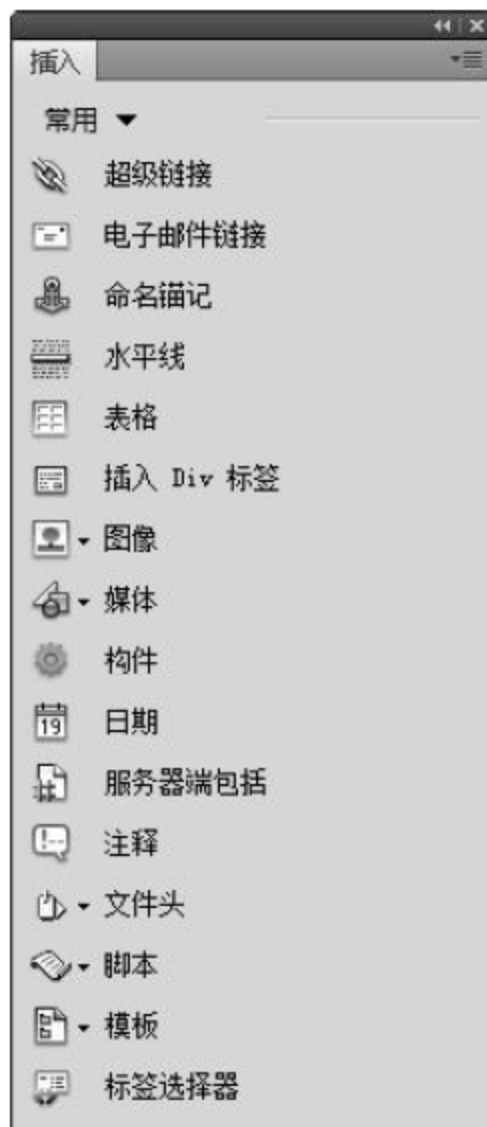 插入
常用
超级链接
电子邮件链接
命名锚记
水平线
表格
插入 Div 标签
图像
媒体
构件
19 日期
服务器端包括
注释
文件头
脚本
模板
标签选择器